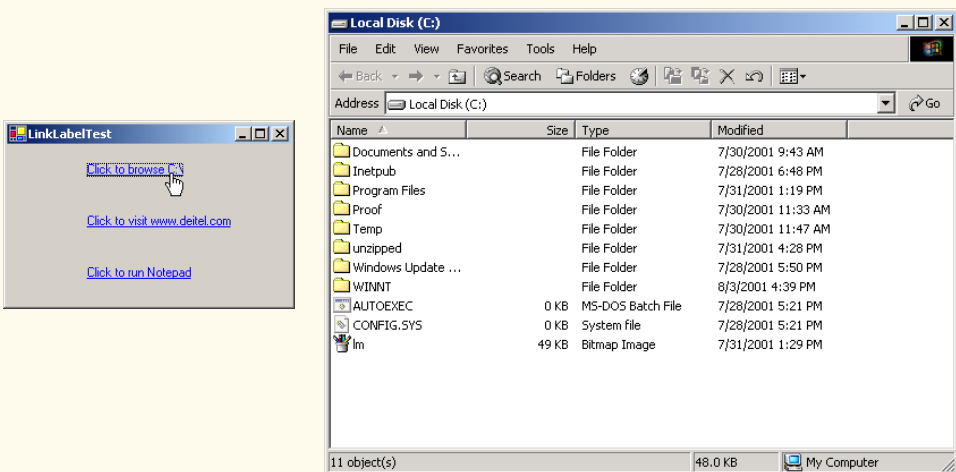 LinkLabelTest
Click to browse C:\
Click to visit www.deitel.com
Click to run Notepad
Local Disk (C:)
File Edit View Favorites Tools Help
Back Search Folders
Address Local Disk (C:) Go
Name Size Type Modified
Documents and S... File Folder 7/30/2001 9:43 AM
Inetpub File Folder 7/28/2001 6:48 PM
Program Files File Folder 7/31/2001 1:19 PM
Proof File Folder 7/30/2001 11:33 AM
Temp File Folder 7/30/2001 11:47 AM
unzipped File Folder 7/31/2001 4:28 PM
Windows Update ... File Folder 7/28/2001 5:50 PM
WINNT File Folder 8/3/2001 4:39 PM
AUTOEXEC 0 KB MS-DOS Batch File 7/28/2001 5:21 PM
CONFIG.SYS 0 KB System file 7/28/2001 5:21 PM
lm 49 KB Bitmap Image 7/31/2001 1:29 PM
11 object(s) 48.0 KB My Computer